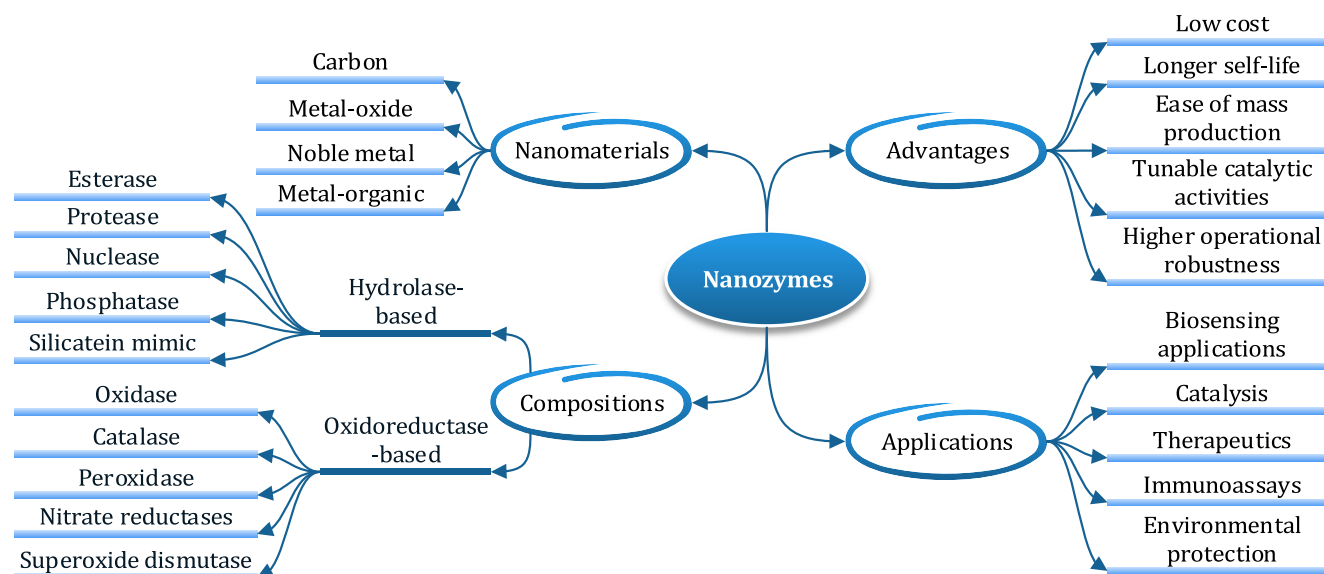 Carbon
Metal-oxide
Noble metal
Metal-organic
Nanomaterials
Esterase
Protease
Nuclease
Phosphatase
Silicatein mimic
Hydrolase-
based
Oxidase
Catalase
Peroxidase
Nitrate reductases
Superoxide dismutase
Oxidoreductase
-based
Compositions
Nanozymes
Advantages
Low cost
Longer self-life
Ease of mass
production
Tunable catalytic
activities
Higher operational
robustness
Applications
Biosensing
applications
Catalysis
Therapeutics
Immunoassays
Environmental
protection